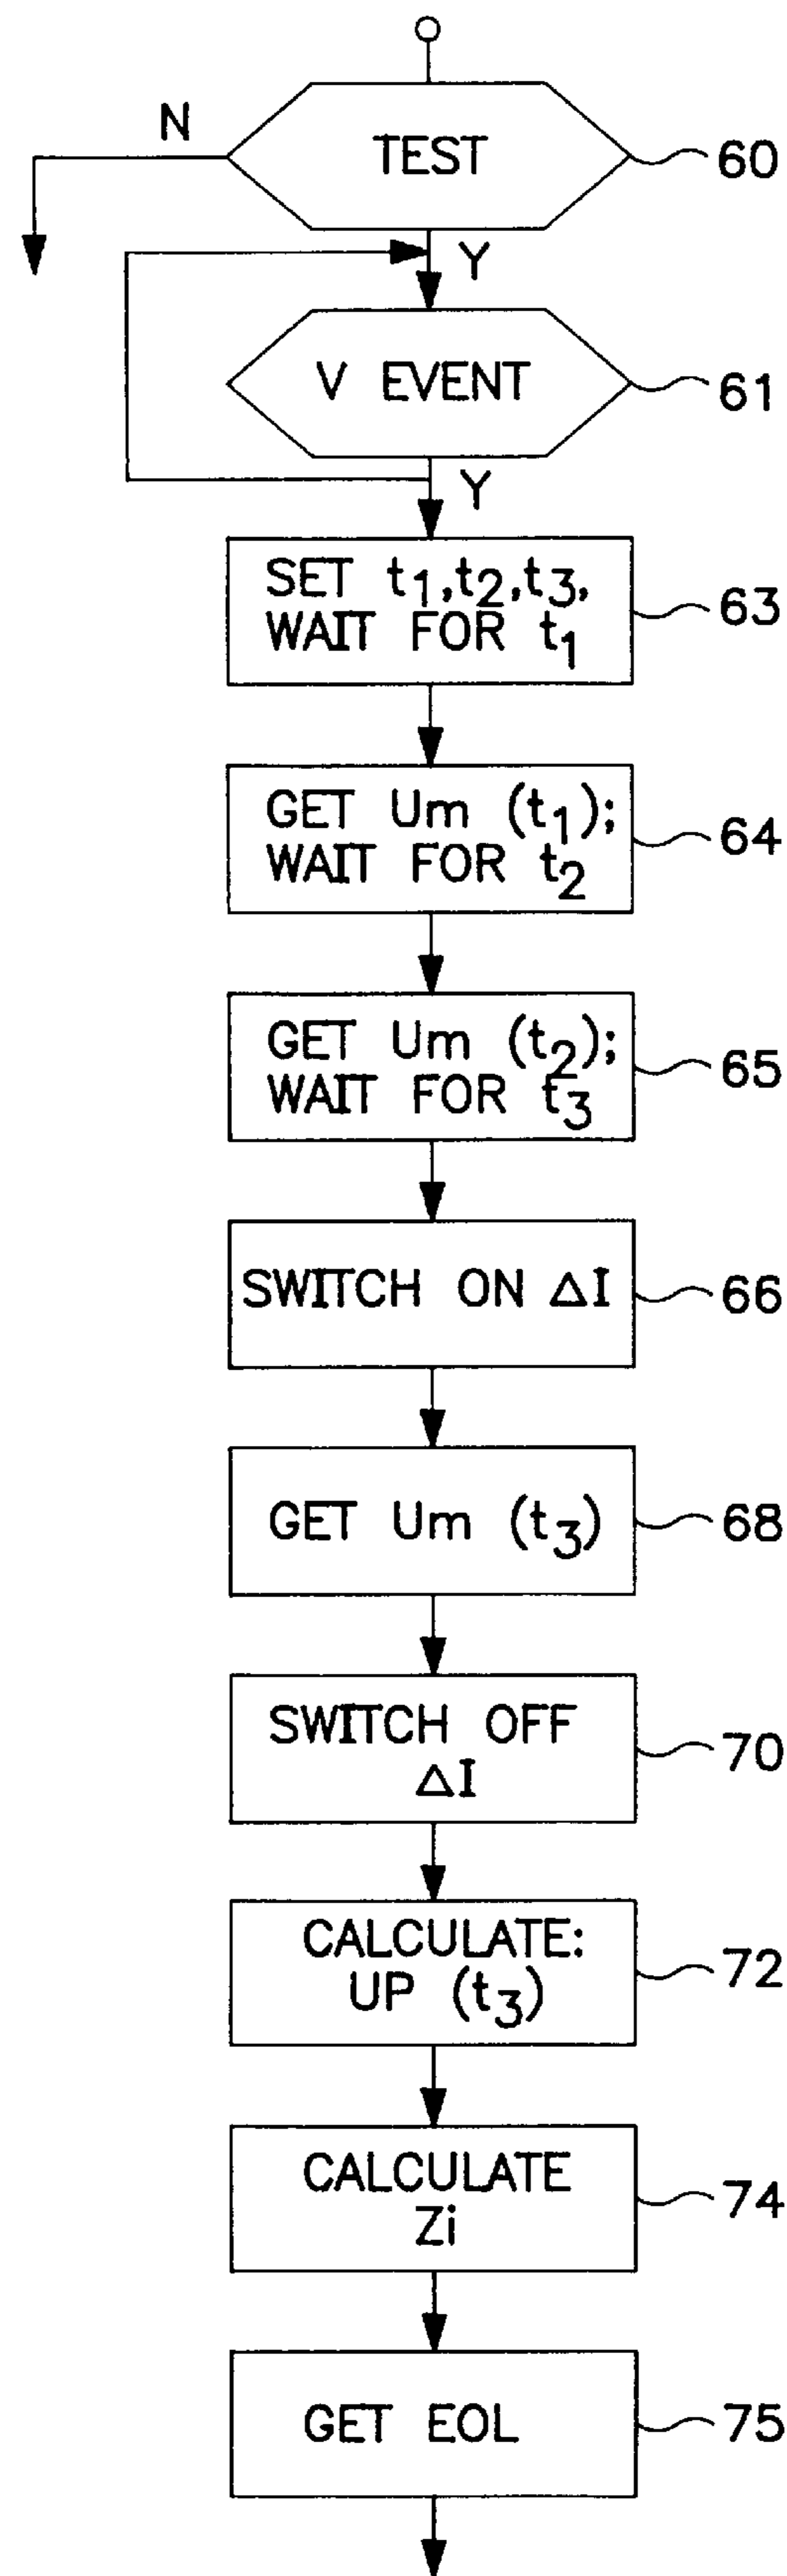 N
TEST
60
Y
V EVENT
61
Y
SET t₁,t₂,t₃,
WAIT FOR t₁
63
GET Um (t₁);
WAIT FOR t₂
64
GET Um (t₂);
WAIT FOR t₃
65
SWITCH ON ΔI
66
GET Um (t₃)
68
SWITCH OFF
ΔI
70
CALCULATE:
UP (t₃)
72
CALCULATE
Zi
74
GET EOL
75